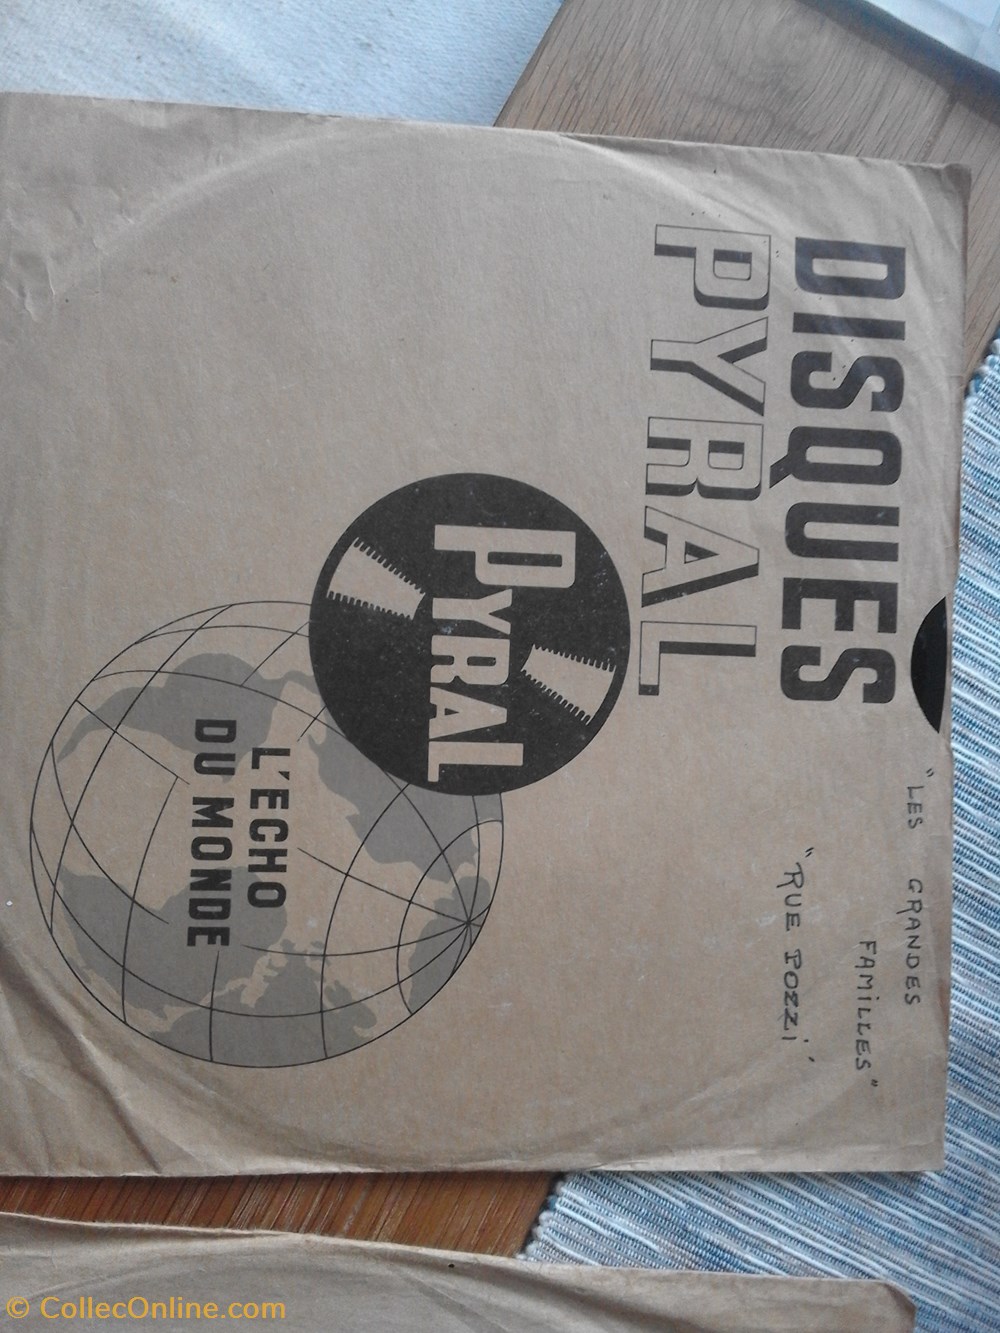 DISQUES
PYRAL
"LES GRANDES
FAMILLES"
"RUE POZZI"
PYRAL
L'ECHO
DU MONDE
© CollecOnline.com